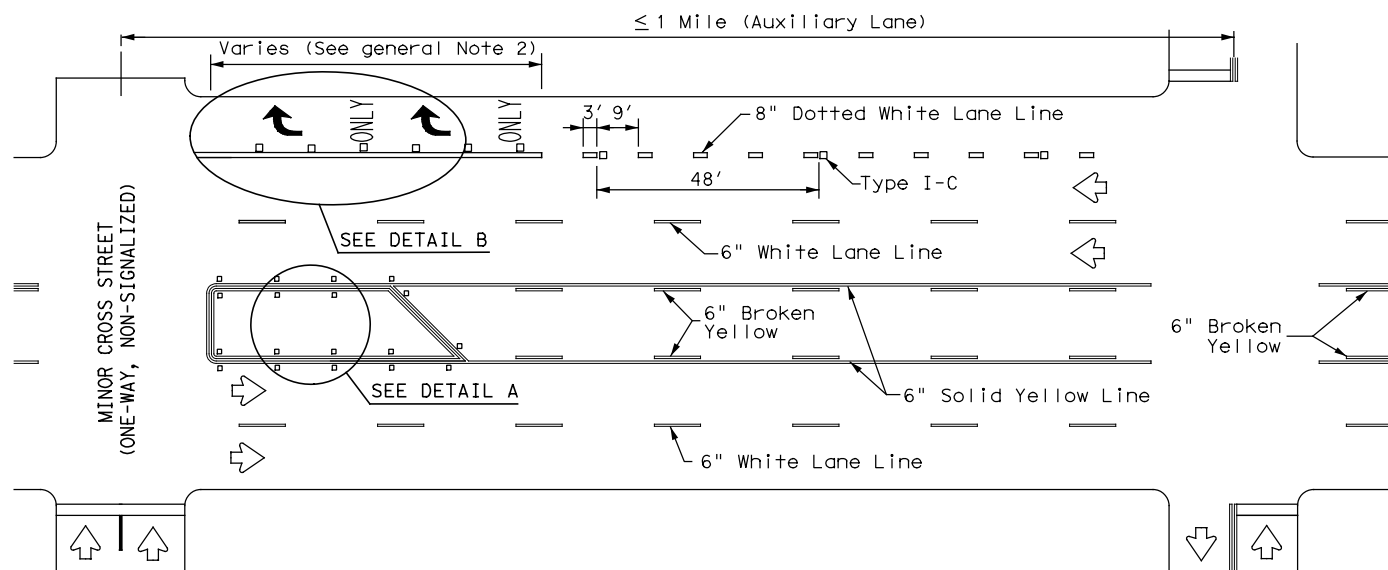 ≤ 1 Mile (Auxiliary Lane)
Varies (See general Note 2)
ONLY
ONLY
3' 9'
8" Dotted White Lane Line
48'
Type I-C
SEE DETAIL B
6" White Lane Line
MINOR CROSS STREET
(ONE-WAY, NON-SIGNALIZED)
6" Broken
Yellow
6" Broken
Yellow
SEE DETAIL A
6" Solid Yellow Line
6" White Lane Line